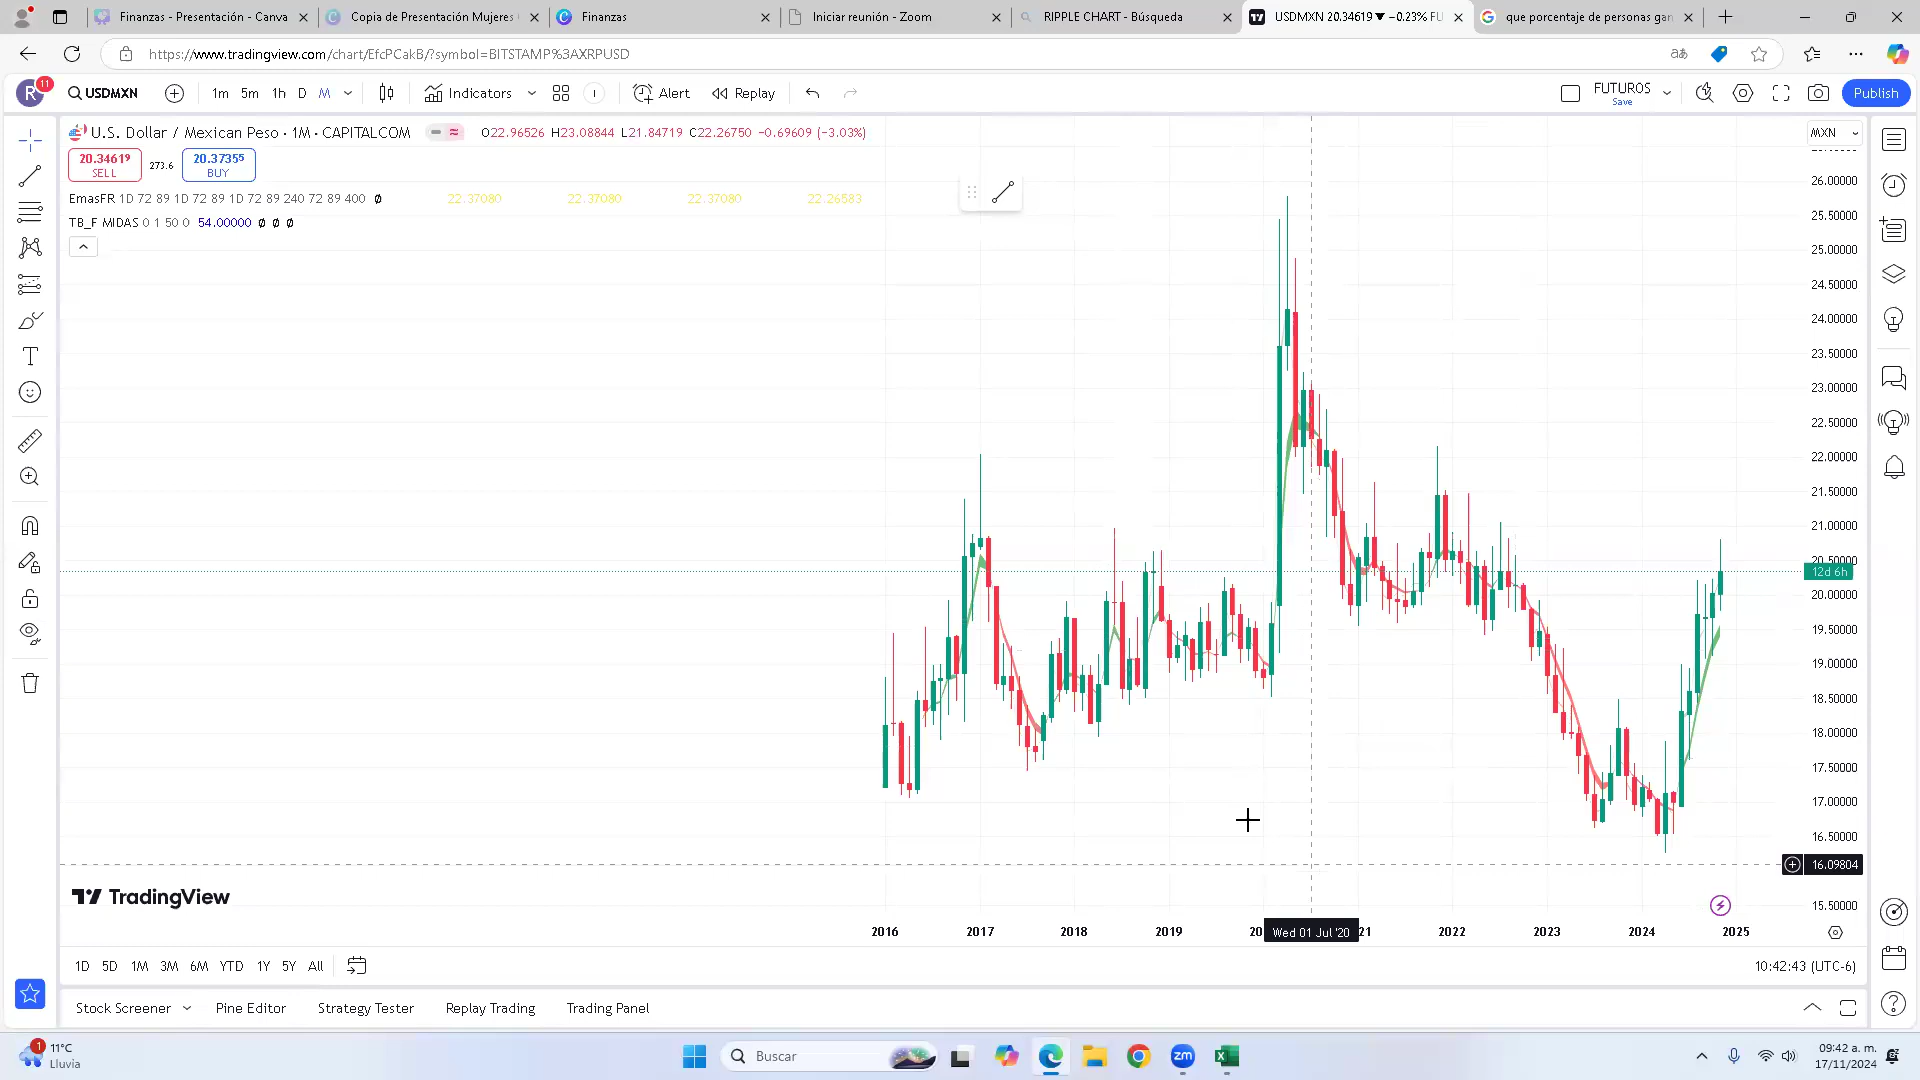 Finanzas - Presentación - Canva
Copia de Presentación Mujeres
Finanzas
Iniciar reunión - Zoom
RIPPLE CHART - Búsqueda
USDMXN 20.34619 ▼ −0.23% FU
que porcentaje de personas gan
https://www.tradingview.com/chart/EfcPCakB/?symbol=BITSTAMP%3AXRPUSD
R
11
USDMXN
1m 5m 1h D M
Indicators
Alert
Replay
FUTUROS
Save
Publish
U.S. Dollar / Mexican Peso · 1M · CAPITALCOM
O22.96526 H23.08844 L21.84719 C22.26750 −0.69609 (−3.03%)
MXN
20.34619
SELL
273.6
20.37355
BUY
EmasFR 1D 72 89 1D 72 89 1D 72 89 240 72 89 400 ø 22.37080 22.37080 22.37080 22.26583
TB_F MIDAS 0 1 50 0 54.00000 ø ø ø
26.00000
25.50000
25.00000
24.50000
24.00000
23.50000
23.00000
22.50000
22.00000
21.50000
21.00000
20.50000
12d 6h
20.00000
19.50000
19.00000
18.50000
18.00000
17.50000
17.00000
16.50000
16.09804
15.50000
TradingView
2016 2017 2018 2019 20 Wed 01 Jul '20 21 2022 2023 2024 2025
1D 5D 1M 3M 6M YTD 1Y 5Y All
10:42:43 (UTC-6)
Stock Screener
Pine Editor
Strategy Tester
Replay Trading
Trading Panel
1
11°C
Lluvia
Buscar
zm
09:42 a. m.
17/11/2024